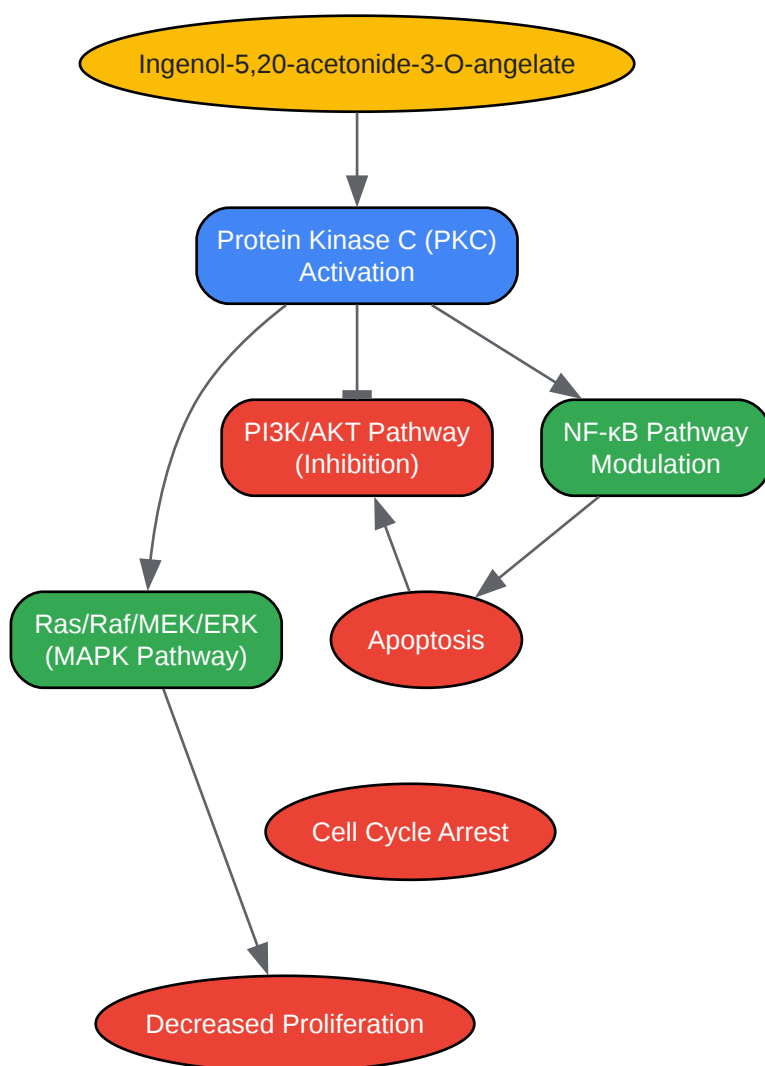 Ingenol-5,20-acetonide-3-O-angelate
Protein Kinase C (PKC)
Activation
PI3K/AKT Pathway
(Inhibition)
NF-κB Pathway
Modulation
Ras/Raf/MEK/ERK
(MAPK Pathway)
Apoptosis
Cell Cycle Arrest
Decreased Proliferation